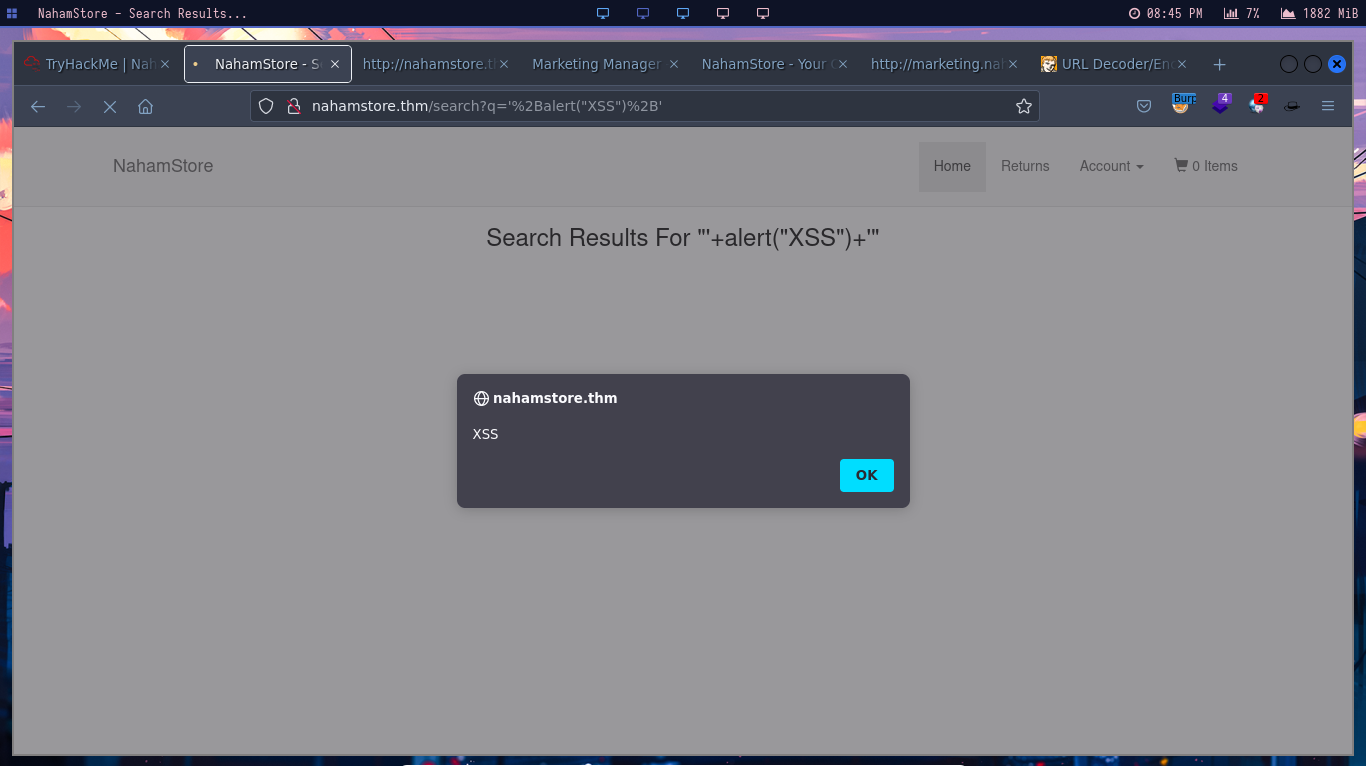 NahamStore - Search Results...
08:45 PM 7% 1882 MiB
TryHackMe | Nah
NahamStore - S
http://nahamstore.t
Marketing Manager
NahamStore - Your
http://marketing.nah
URL Decoder/En
nahamstore.thm/search?q='%2Balert("XSS")%2B'
Burp
4
2
NahamStore
Home Returns Account 0 Items
Search Results For "'+alert("XSS")+'"
nahamstore.thm
XSS
OK